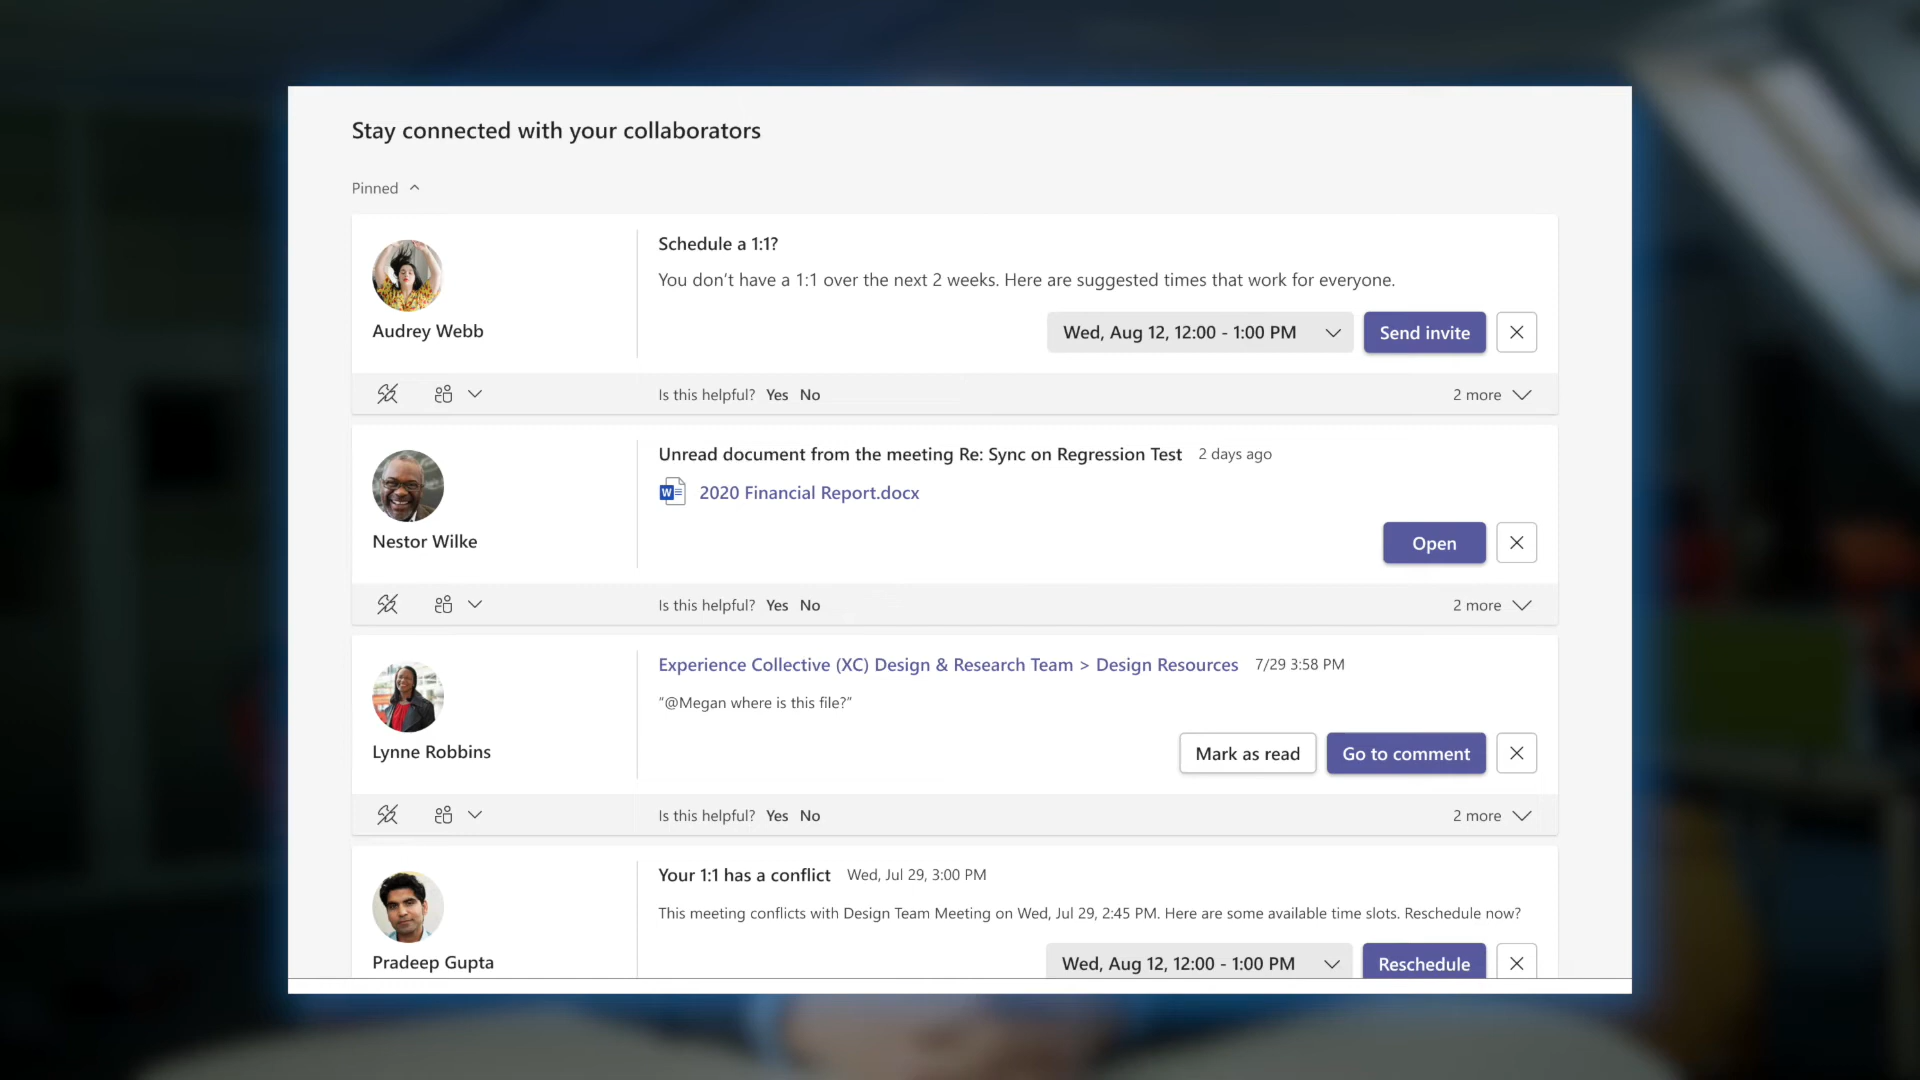 Stay connected with your collaborators
Pinned
Audrey Webb
Schedule a 1:1?
You don’t have a 1:1 over the next 2 weeks. Here are suggested times that work for everyone.
Wed, Aug 12, 12:00 - 1:00 PM
Send invite
Is this helpful? Yes No
2 more
Nestor Wilke
Unread document from the meeting Re: Sync on Regression Test 2 days ago
W
2020 Financial Report.docx
Open
Is this helpful? Yes No
2 more
Lynne Robbins
Experience Collective (XC) Design & Research Team > Design Resources 7/29 3:58 PM
“@Megan where is this file?”
Mark as read
Go to comment
Is this helpful? Yes No
2 more
Pradeep Gupta
Your 1:1 has a conflict Wed, Jul 29, 3:00 PM
This meeting conflicts with Design Team Meeting on Wed, Jul 29, 2:45 PM. Here are some available time slots. Reschedule now?
Wed, Aug 12, 12:00 - 1:00 PM
Reschedule